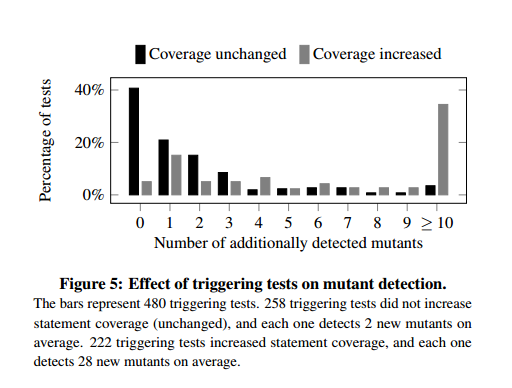 Coverage unchanged Coverage increased
Percentage of tests
40%
20%
0%
0 1 2 3 4 5 6 7 8 9 ≥ 10
Number of additionally detected mutants
Figure 5: Effect of triggering tests on mutant detection.
The bars represent 480 triggering tests. 258 triggering tests did not increase
statement coverage (unchanged), and each one detects 2 new mutants on
average. 222 triggering tests increased statement coverage, and each one
detects 28 new mutants on average.